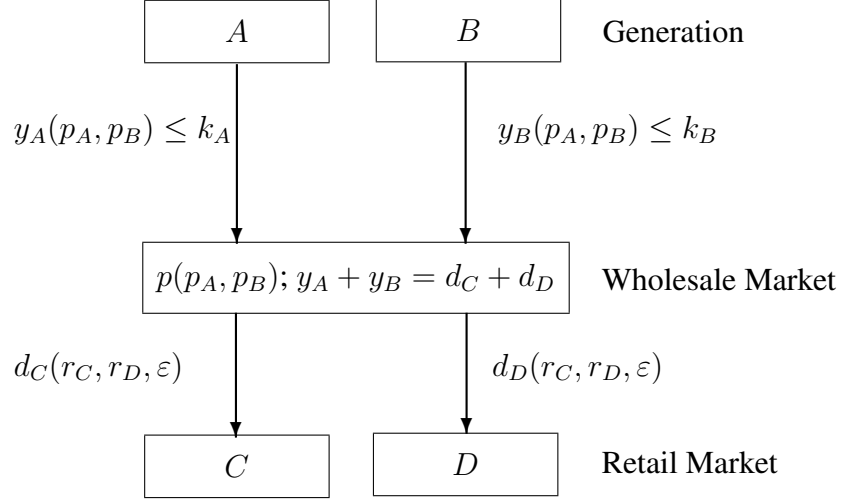 A B Generation
y_A(p_A, p_B) ≤ k_A y_B(p_A, p_B) ≤ k_B
p(p_A, p_B); y_A + y_B = d_C + d_D Wholesale Market
d_C(r_C, r_D, ε) d_D(r_C, r_D, ε)
C D Retail Market